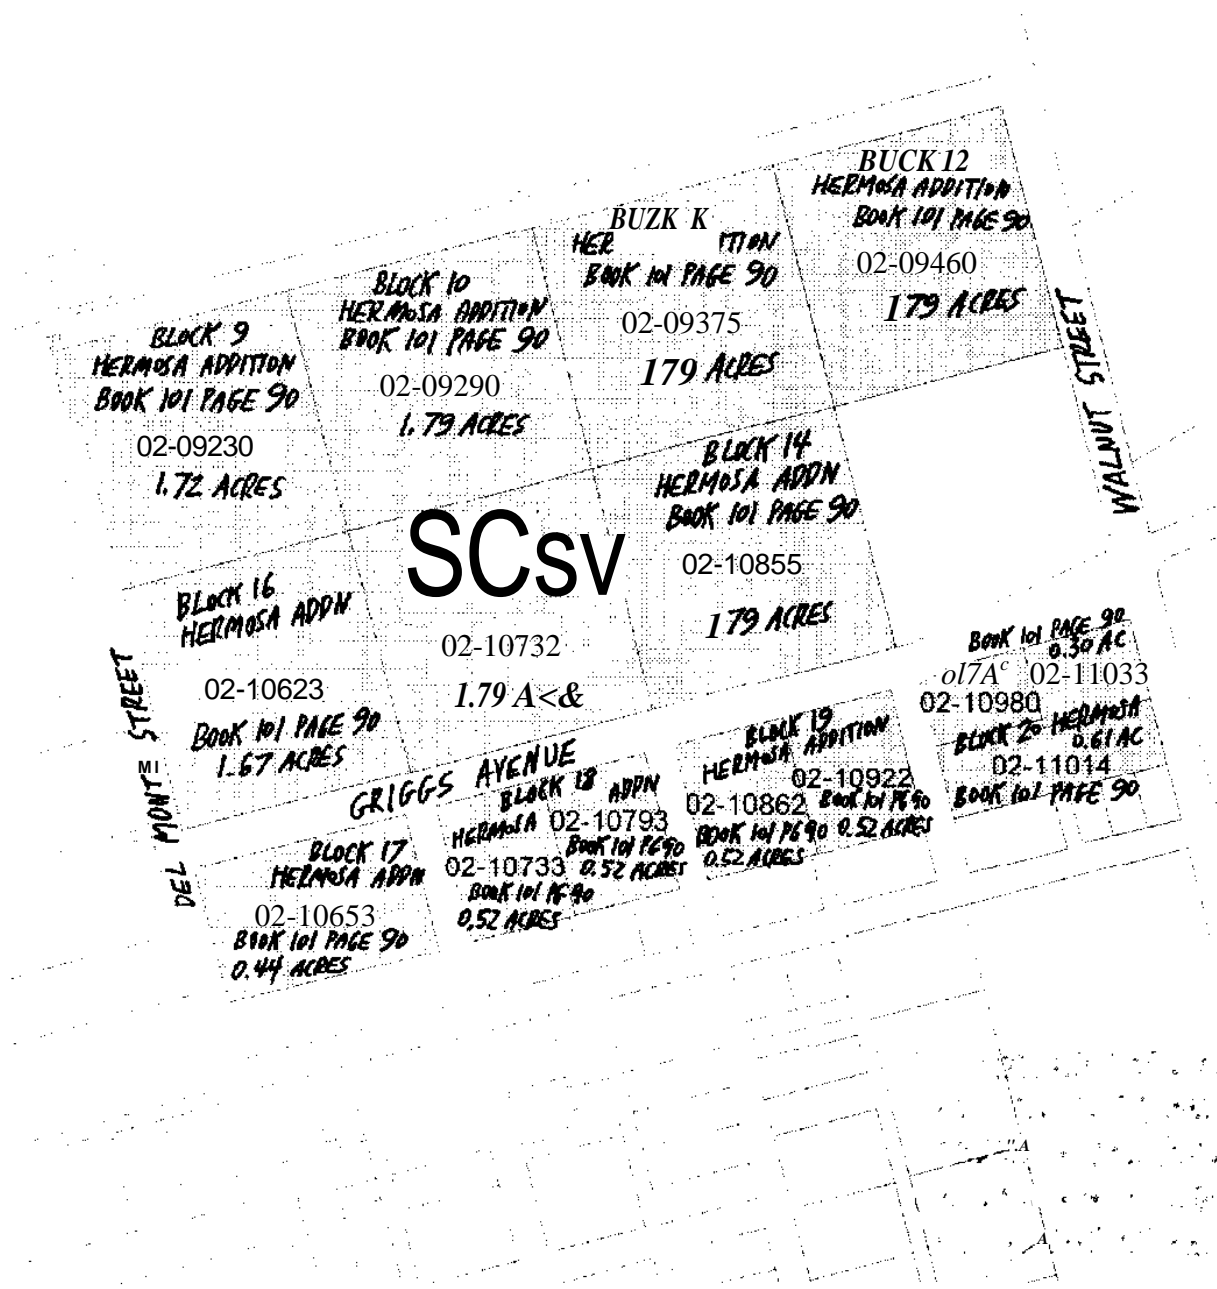 BUCK 12
HERMOSA ADDITION
BOOK 101 PAGE 90
02-09460
179 ACRES
BUZK K
HER ITION
BOOK 101 PAGE 90
02-09375
179 ACRES
BLOCK 10
HERMOSA ADDITION
BOOK 101 PAGE 90
02-09290
1.79 ACRES
BLOCK 9
HERMOSA ADDITION
BOOK 101 PAGE 90
02-09230
1.72 ACRES
WALNUT STREET
BLOCK 14
HERMOSA ADDN
BOOK 101 PAGE 90
02-10855
179 ACRES
SCsv
02-10732
1.79 A<&
BLOCK 16
HERMOSA ADDN
02-10623
BOOK 101 PAGE 90
1.67 ACRES
DEL MONT STREET
MI
GRIGGS AVENUE
BOOK 101 PAGE 90
0.30 AC
ol7A c
02-11033
02-10980
BLOCK 20 HERMOSA
0.61 AC
02-11014
BOOK 101 PAGE 90
BLOCK 19
HERMOSA ADDITION
02-10922
02-10862
BOOK 101 PG 90
BOOK 101 PG 90
0.52 ACRES
0.52 ACRES
BLOCK 18
HERMOSA ADDN
02-10793
BOOK 101 PG 90
0.52 ACRES
02-10733
BOOK 101 PG 90
0.52 ACRES
BLOCK 17
HERMOSA ADDN
02-10653
BOOK 101 PAGE 90
0.44 ACRES
".A
A